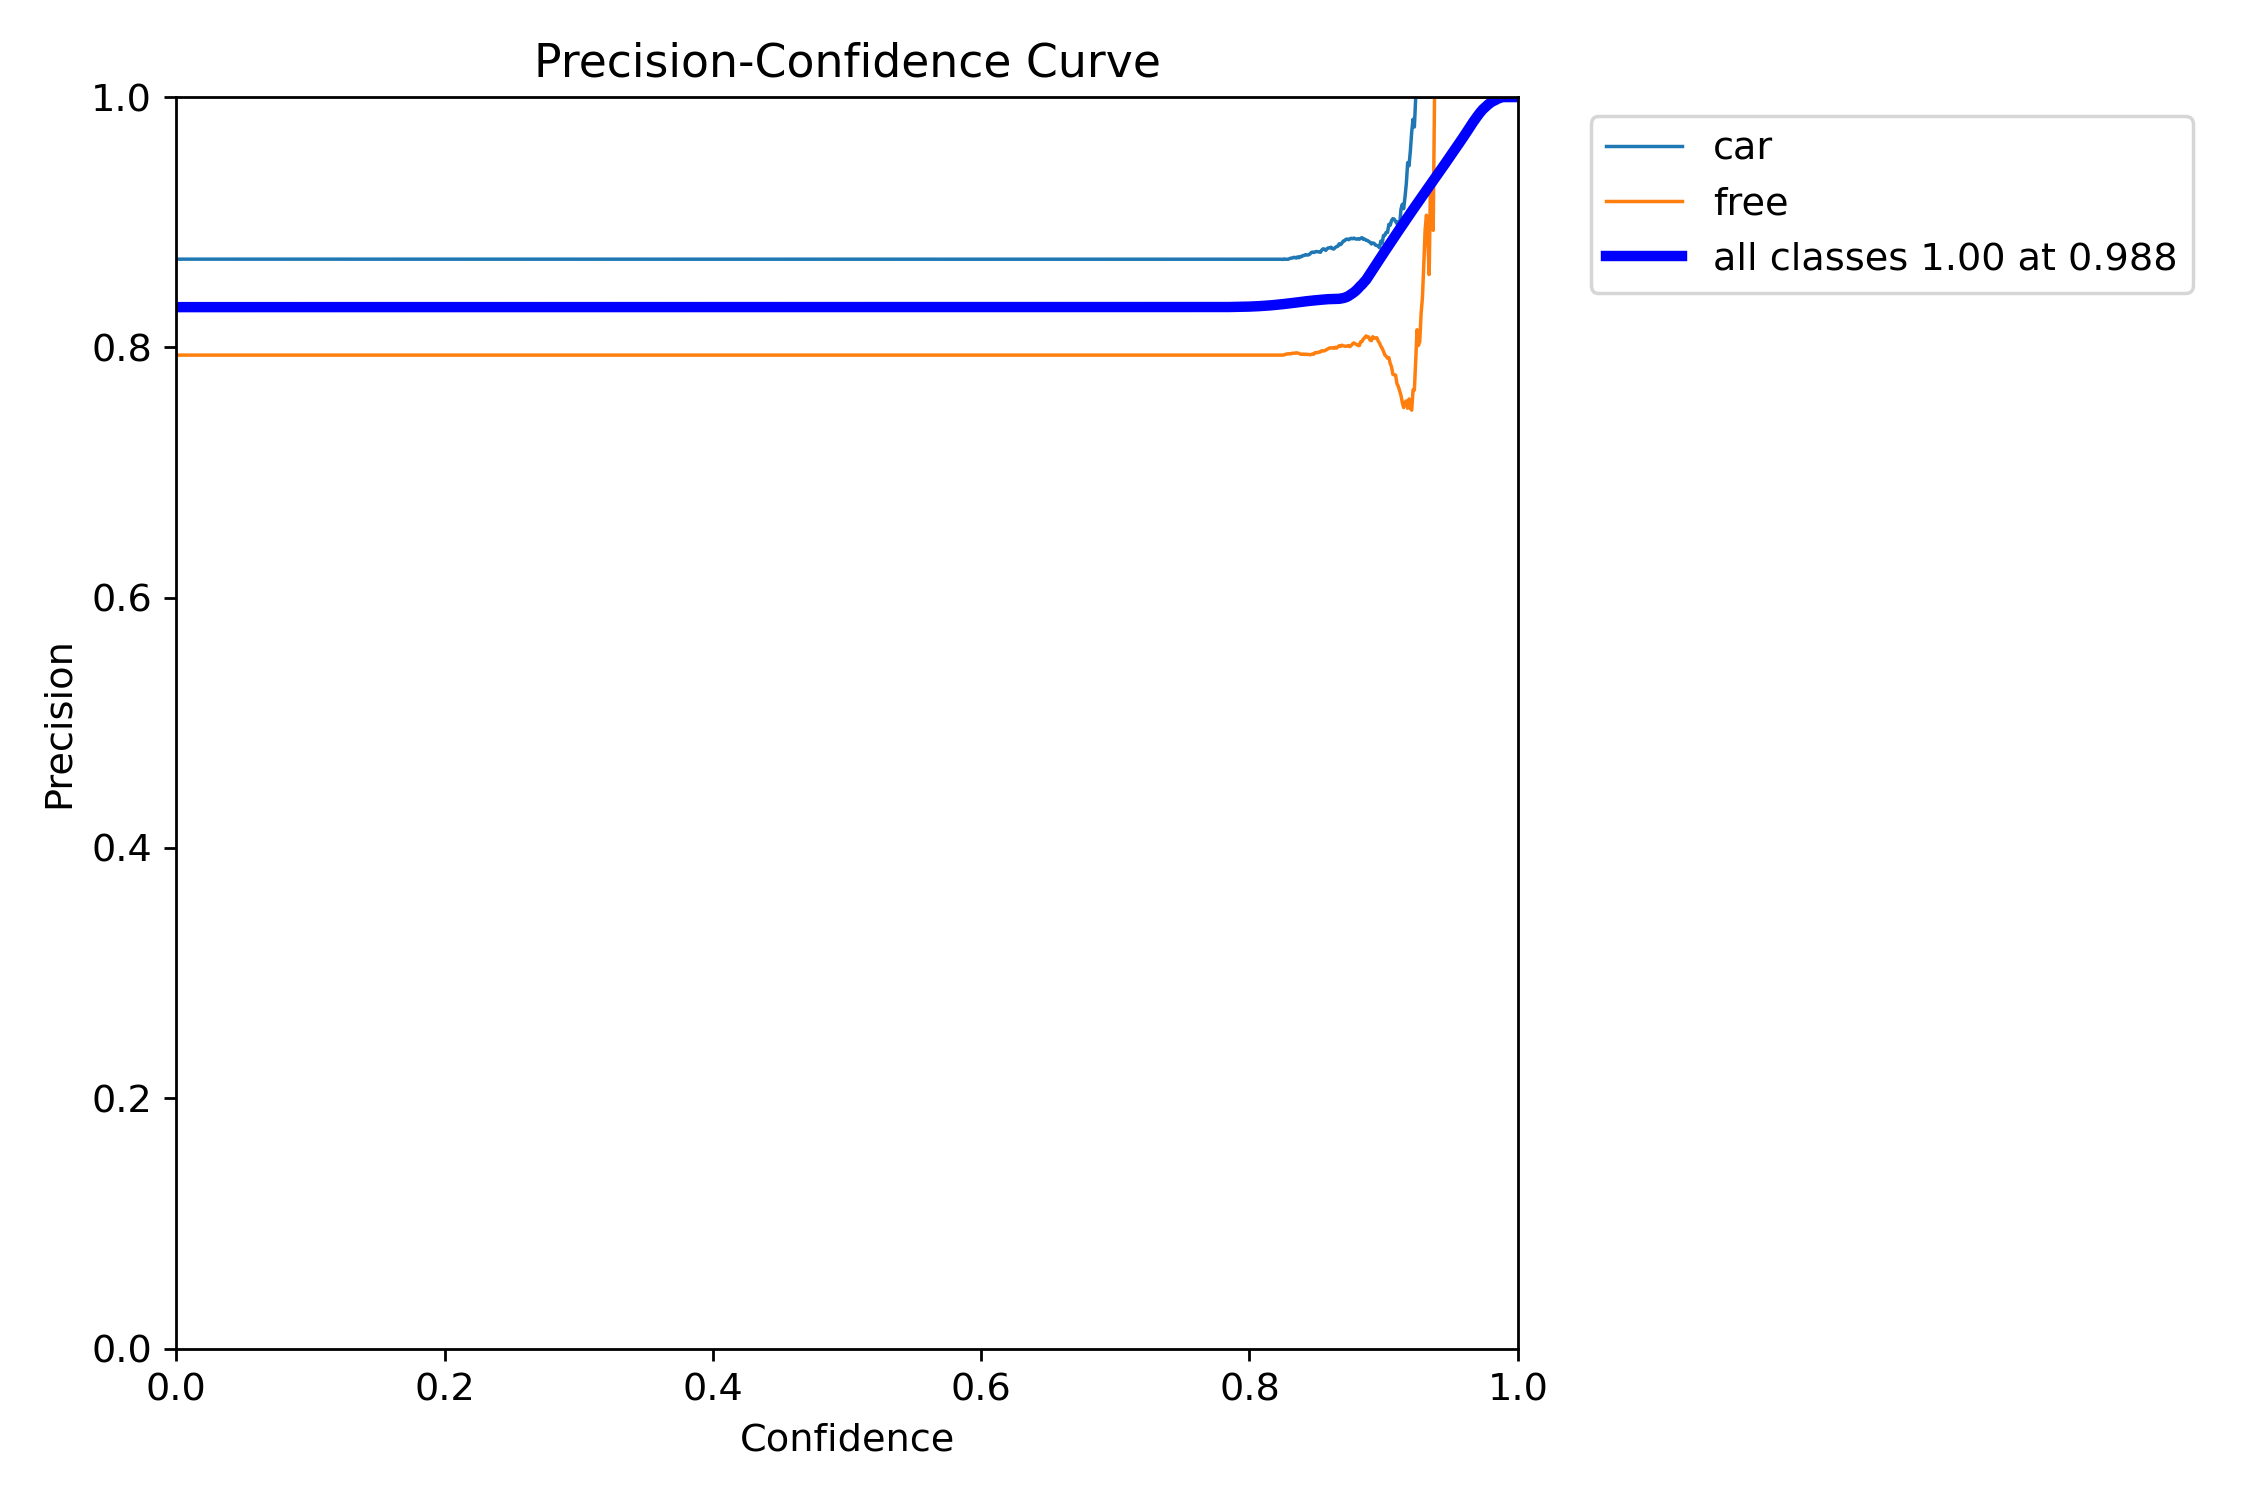 Precision-Confidence Curve
1.0
0.8
0.6
0.4
0.2
0.0
Precision
0.0 0.2 0.4 0.6 0.8 1.0
Confidence
car
free
all classes 1.00 at 0.988